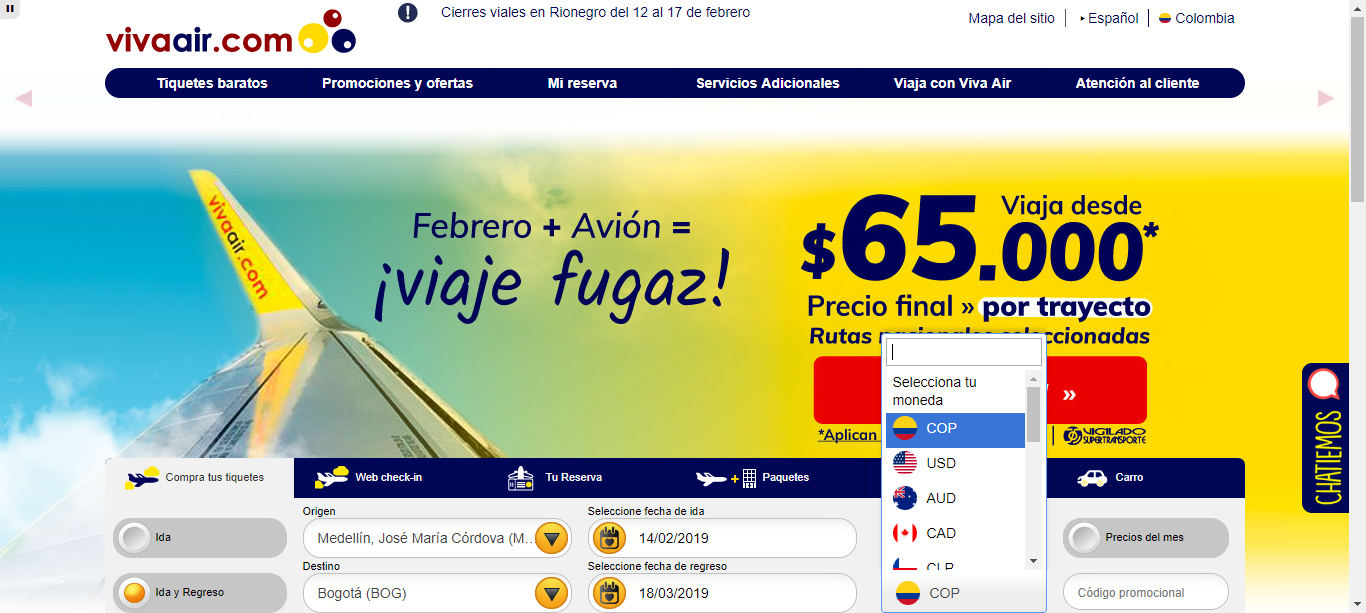 Cierres viales en Rionegro del 12 al 17 de febrero
Mapa del sitio
Español
Colombia
vivaair.com
Tiquetes baratos
Promociones y ofertas
Mi reserva
Servicios Adicionales
Viaja con Viva Air
Atención al cliente
vivaair.com
Febrero + Avión =
¡viaje fugaz!
Viaja desde
$65.000*
Precio final » por trayecto
Rutas nacionales seleccionadas
»
*Aplican
VIGILADO
SUPERTRANSPORTE
CHATIEMOS
Selecciona tu
moneda
COP
USD
AUD
CAD
CLP
COP
Compra tus tiquetes
Web check-in
Tu Reserva
Paquetes
Carro
Ida
Ida y Regreso
Origen
Medellín, José María Córdova (M...
Destino
Bogotá (BOG)
Seleccione fecha de ida
14/02/2019
Seleccione fecha de regreso
18/03/2019
Precios del mes
Código promocional